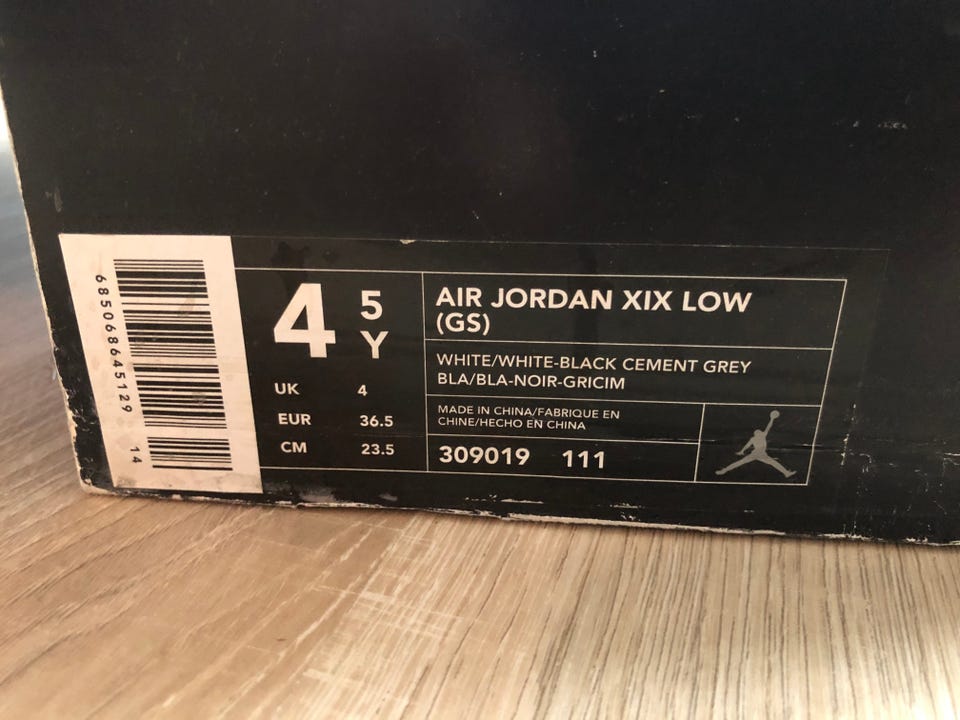 685068645129 14
4 5 Y
UK 4
EUR 36.5
CM 23.5
AIR JORDAN XIX LOW
(GS)
WHITE/WHITE-BLACK CEMENT GREY
BLA/BLA-NOIR-GRICIM
MADE IN CHINA/FABRIQUE EN
CHINE/HECHO EN CHINA
309019 111